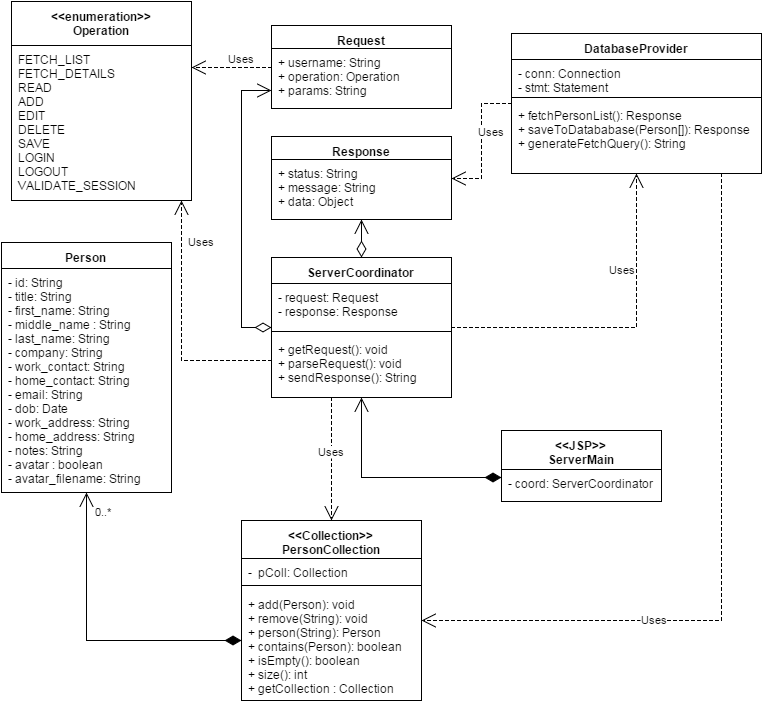 <<enumeration>>
Operation
FETCH_LIST
FETCH_DETAILS
READ
ADD
EDIT
DELETE
SAVE
LOGIN
LOGOUT
VALIDATE_SESSION
Uses
Request
+ username: String
+ operation: Operation
+ params: String
DatabaseProvider
- conn: Connection
- stmt: Statement
+ fetchPersonList(): Response
+ saveToDatababase(Person[]): Response
+ generateFetchQuery(): String
Uses
Response
+ status: String
+ message: String
+ data: Object
Uses
Person
- id: String
- title: String
- first_name: String
- middle_name : String
- last_name: String
- company: String
- work_contact: String
- home_contact: String
- email: String
- dob: Date
- work_address: String
- home_address: String
- notes: String
- avatar : boolean
- avatar_filename: String
ServerCoordinator
- request: Request
- response: Response
+ getRequest(): void
+ parseRequest(): void
+ sendResponse(): String
Uses
Uses
<<JSP>>
ServerMain
- coord: ServerCoordinator
0..*
<<Collection>>
PersonCollection
- pColl: Collection
+ add(Person): void
+ remove(String): void
+ person(String): Person
+ contains(Person): boolean
+ isEmpty(): boolean
+ size(): int
+ getCollection : Collection
Uses